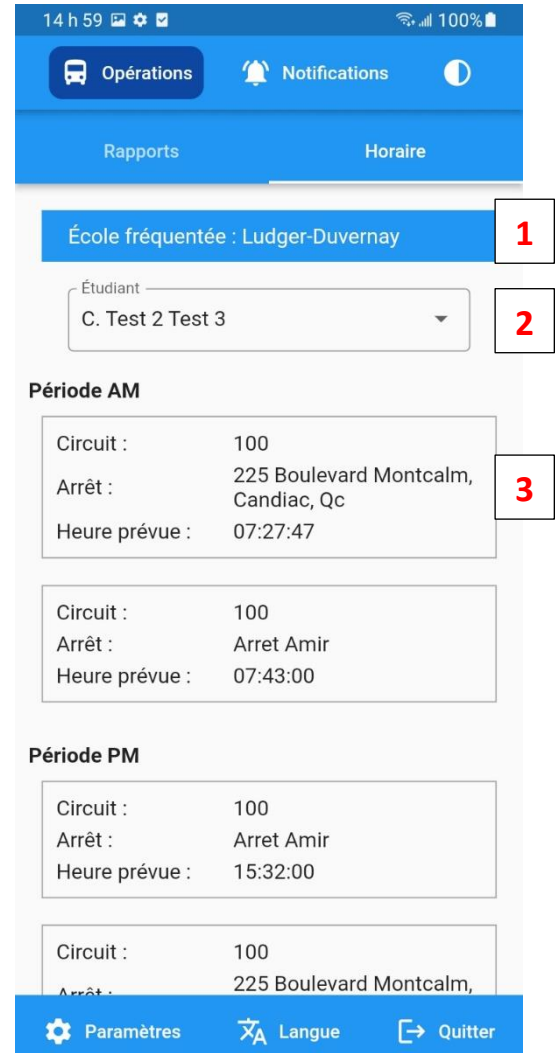 14 h 59 100%
Opérations Notifications
Rapports Horaire
École fréquentée : Ludger-Duvernay 1
Étudiant
C. Test 2 Test 3 2
Période AM
Circuit : 100
Arrêt : 225 Boulevard Montcalm,
Candiac, Qc 3
Heure prévue : 07:27:47
Circuit : 100
Arrêt : Arret Amir
Heure prévue : 07:43:00
Période PM
Circuit : 100
Arrêt : Arret Amir
Heure prévue : 15:32:00
Circuit : 100
Arrêt : 225 Boulevard Montcalm,
Paramètres Langue Quitter